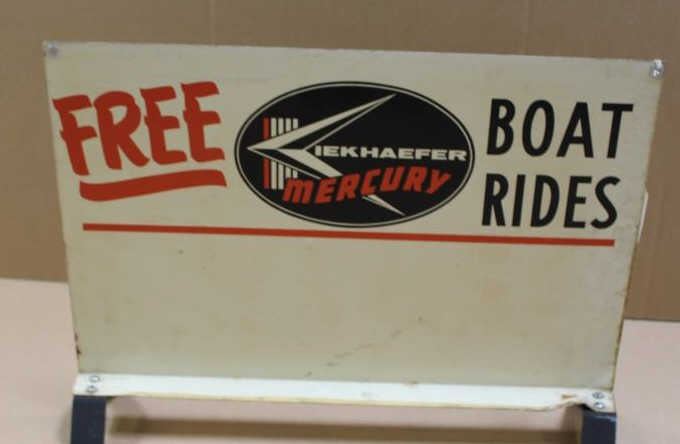 FREE
KIEKHAEFER
MERCURY
BOAT
RIDES